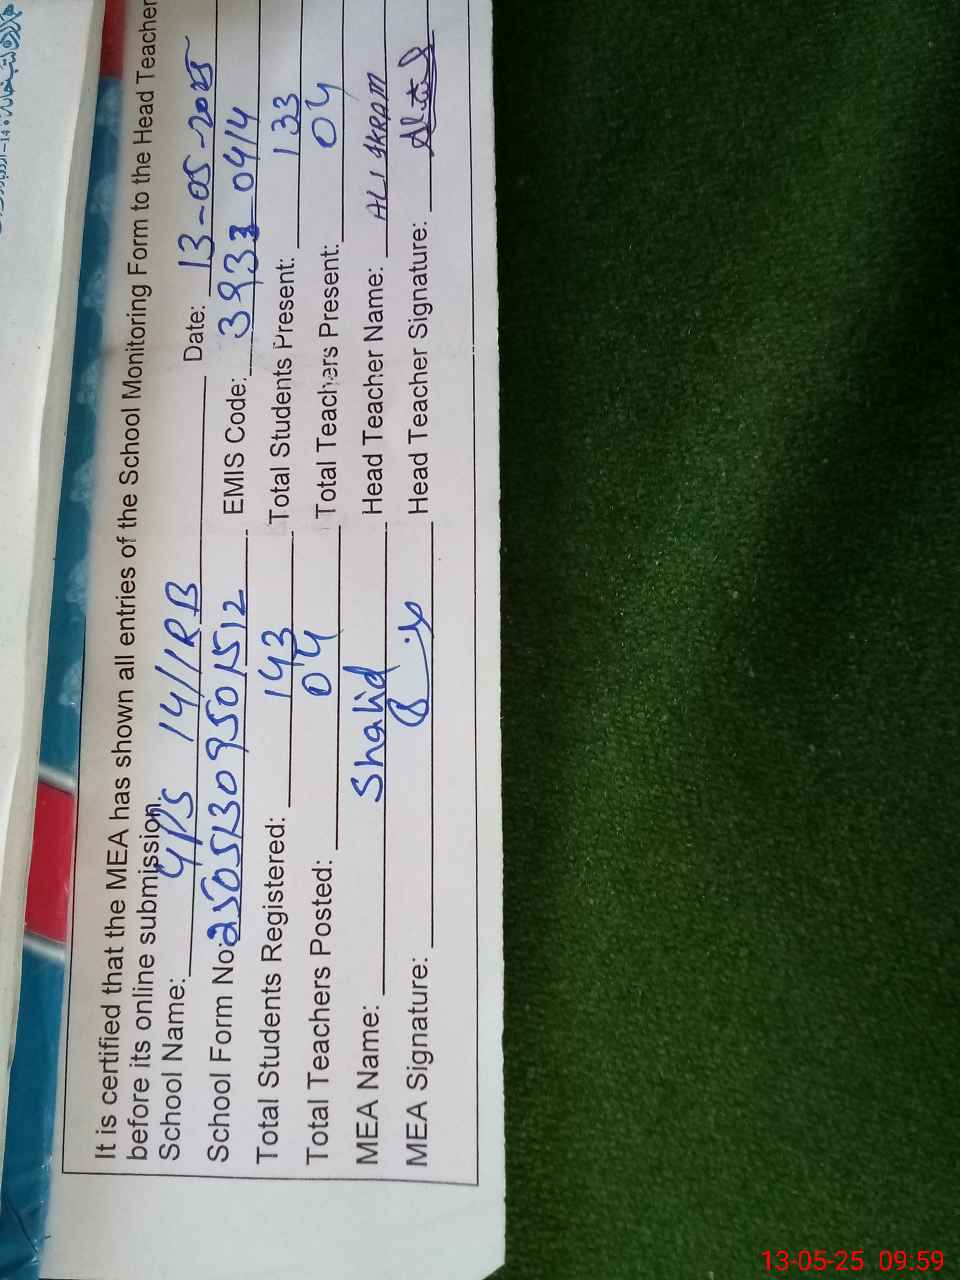 It is certified that the MEA has shown all entries of the School Monitoring Form to the Head Teacher
before its online submission.
School Name: GPS 14//RB Date: 13-05-2025
School Form No: 25051309501512 EMIS Code: 39330414
Total Students Registered: 143 Total Students Present: 133
Total Teachers Posted: 04 Total Teachers Present: 04
MEA Name: Shahid Head Teacher Name: ALI IKRAM
MEA Signature: Head Teacher Signature:
13-05-25 09:59